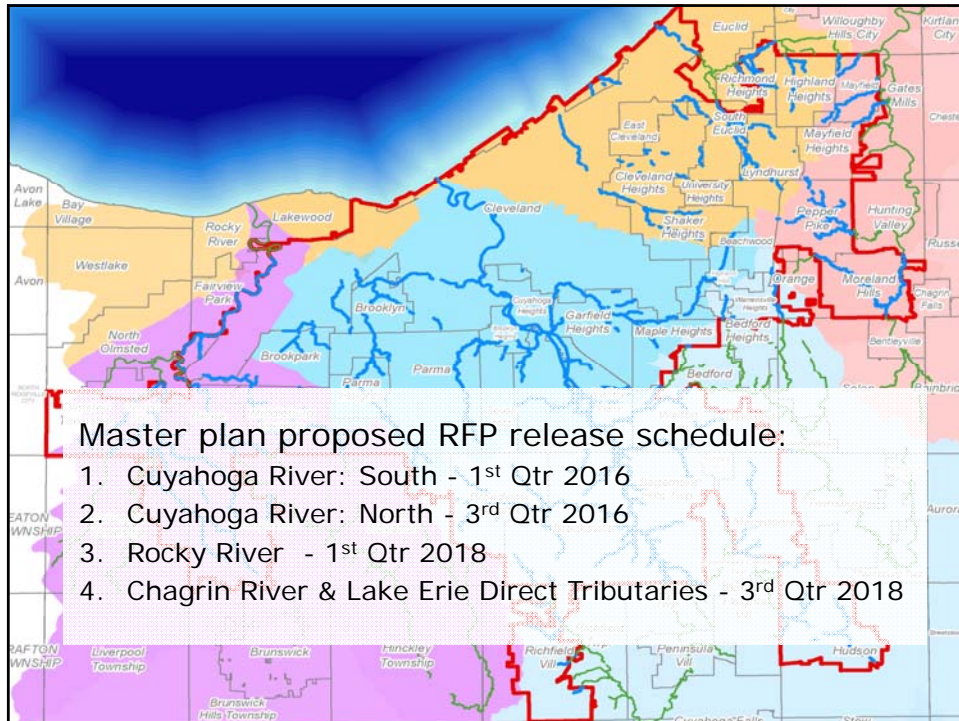 Euclid
Willoughby
Hills City
Kirtland
City
Richmond
Heights
Highland
Heights
Mayfield
Gates
Mills
East
Cleveland
South
Euclid
Mayfield
Heights
Lyndhurst
Cleveland
Heights
University
Heights
Avon
Lake
Bay
Village
Rocky
River
Lakewood
Cleveland
Shaker
Heights
Pepper
Pike
Hunting
Valley
Beachwood
Westlake
Avon
Fairview
Park
Orange
Moreland
Hills
Chagrin
Falls
Brooklyn
Cuyahoga
Heights
Garfield
Heights
Maple Heights
Warrensville
Heights
Bedford
Heights
North
Olmsted
Brookpark
Parma
Parma
Bedford
Bentleyville
Master plan proposed RFP release schedule:
1. Cuyahoga River: South - 1st Qtr 2016
2. Cuyahoga River: North - 3rd Qtr 2016
3. Rocky River - 1st Qtr 2018
4. Chagrin River & Lake Erie Direct Tributaries - 3rd Qtr 2018
Liverpool
Township
Brunswick
Hinckley
Township
Richfield
Vill
Peninsula
Vill
Hudson
Brunswick
Hills Township